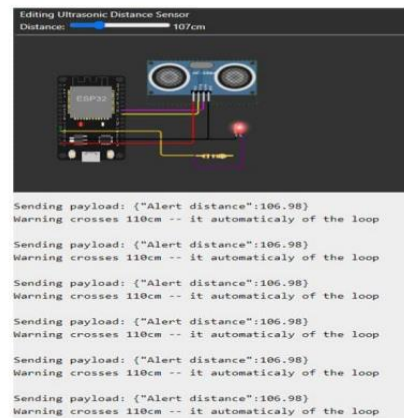 Editing Ultrasonic Distance Sensor
Distance: 107cm
ESP32
Sending payload: {"Alert distance":106.98}
Warning crosses 110cm -- it automaticaly of the loop
Sending payload: {"Alert distance":106.98}
Warning crosses 110cm -- it automaticaly of the loop
Sending payload: {"Alert distance":106.98}
Warning crosses 110cm -- it automaticaly of the loop
Sending payload: {"Alert distance":106.98}
Warning crosses 110cm -- it automaticaly of the loop
Sending payload: {"Alert distance":106.98}
Warning crosses 110cm -- it automaticaly of the loop
Sending payload: {"Alert distance":106.98}
Warning crosses 110cm -- it automaticaly of the loop